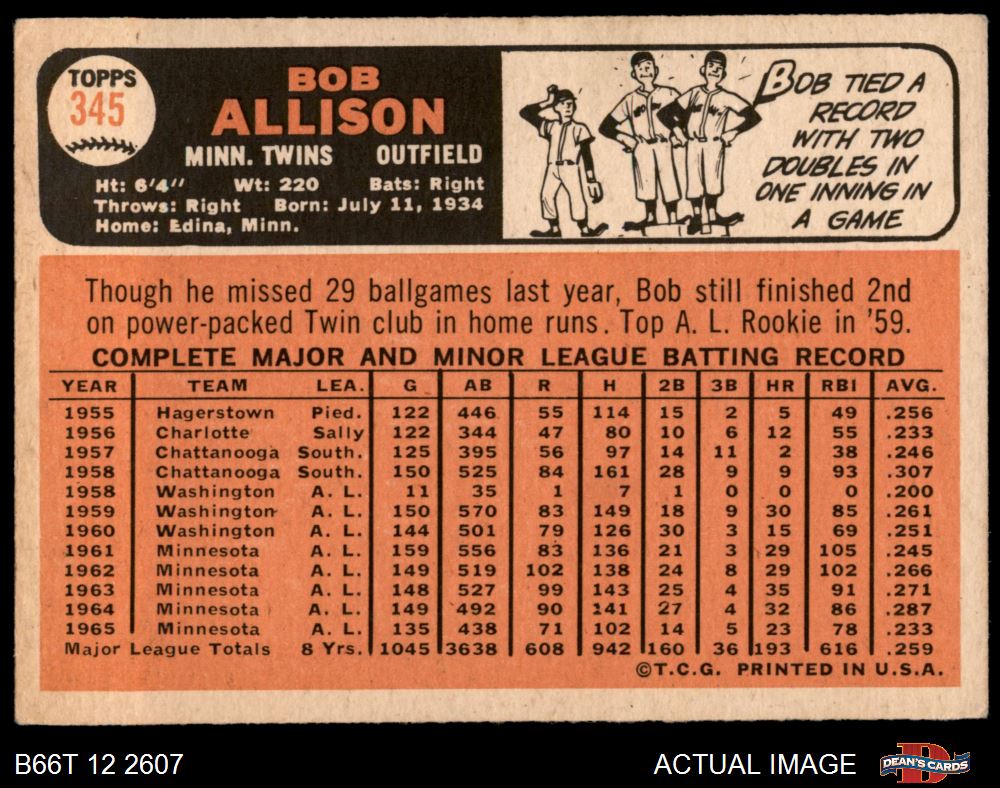 TOPPS
345
BOB
ALLISON
MINN. TWINS OUTFIELD
Ht: 6'4" Wt: 220 Bats: Right
Throws: Right Born: July 11, 1934
Home: Edina, Minn.
BOB TIED A
RECORD
WITH TWO
DOUBLES IN
ONE INNING IN
A GAME
Though he missed 29 ballgames last year, Bob still finished 2nd
on power-packed Twin club in home runs. Top A. L. Rookie in '59.
COMPLETE MAJOR AND MINOR LEAGUE BATTING RECORD
YEAR TEAM LEA. G AB R H 2B 3B HR RBI AVG.
1955 Hagerstown Pied. 122 446 55 114 15 2 5 49 .256
1956 Charlotte Sally 122 344 47 80 10 6 12 55 .233
1957 Chattanooga South. 125 395 56 97 14 11 2 38 .246
1958 Chattanooga South. 150 525 84 161 28 9 9 93 .307
1958 Washington A. L. 11 35 1 7 1 0 0 0 .200
1959 Washington A. L. 150 570 83 149 18 9 30 85 .261
1960 Washington A. L. 144 501 79 126 30 3 15 69 .251
1961 Minnesota A. L. 159 556 83 136 21 3 29 105 .245
1962 Minnesota A. L. 149 519 102 138 24 8 29 102 .266
1963 Minnesota A. L. 148 527 99 143 25 4 35 91 .271
1964 Minnesota A. L. 149 492 90 141 27 4 32 86 .287
1965 Minnesota A. L. 135 438 71 102 14 5 23 78 .233
Major League Totals 8 Yrs. 1045 3638 608 942 160 36 193 616 .259
©T.C.G. PRINTED IN U.S.A.
B66T 12 2607 ACTUAL IMAGE
DEAN'S CARDS